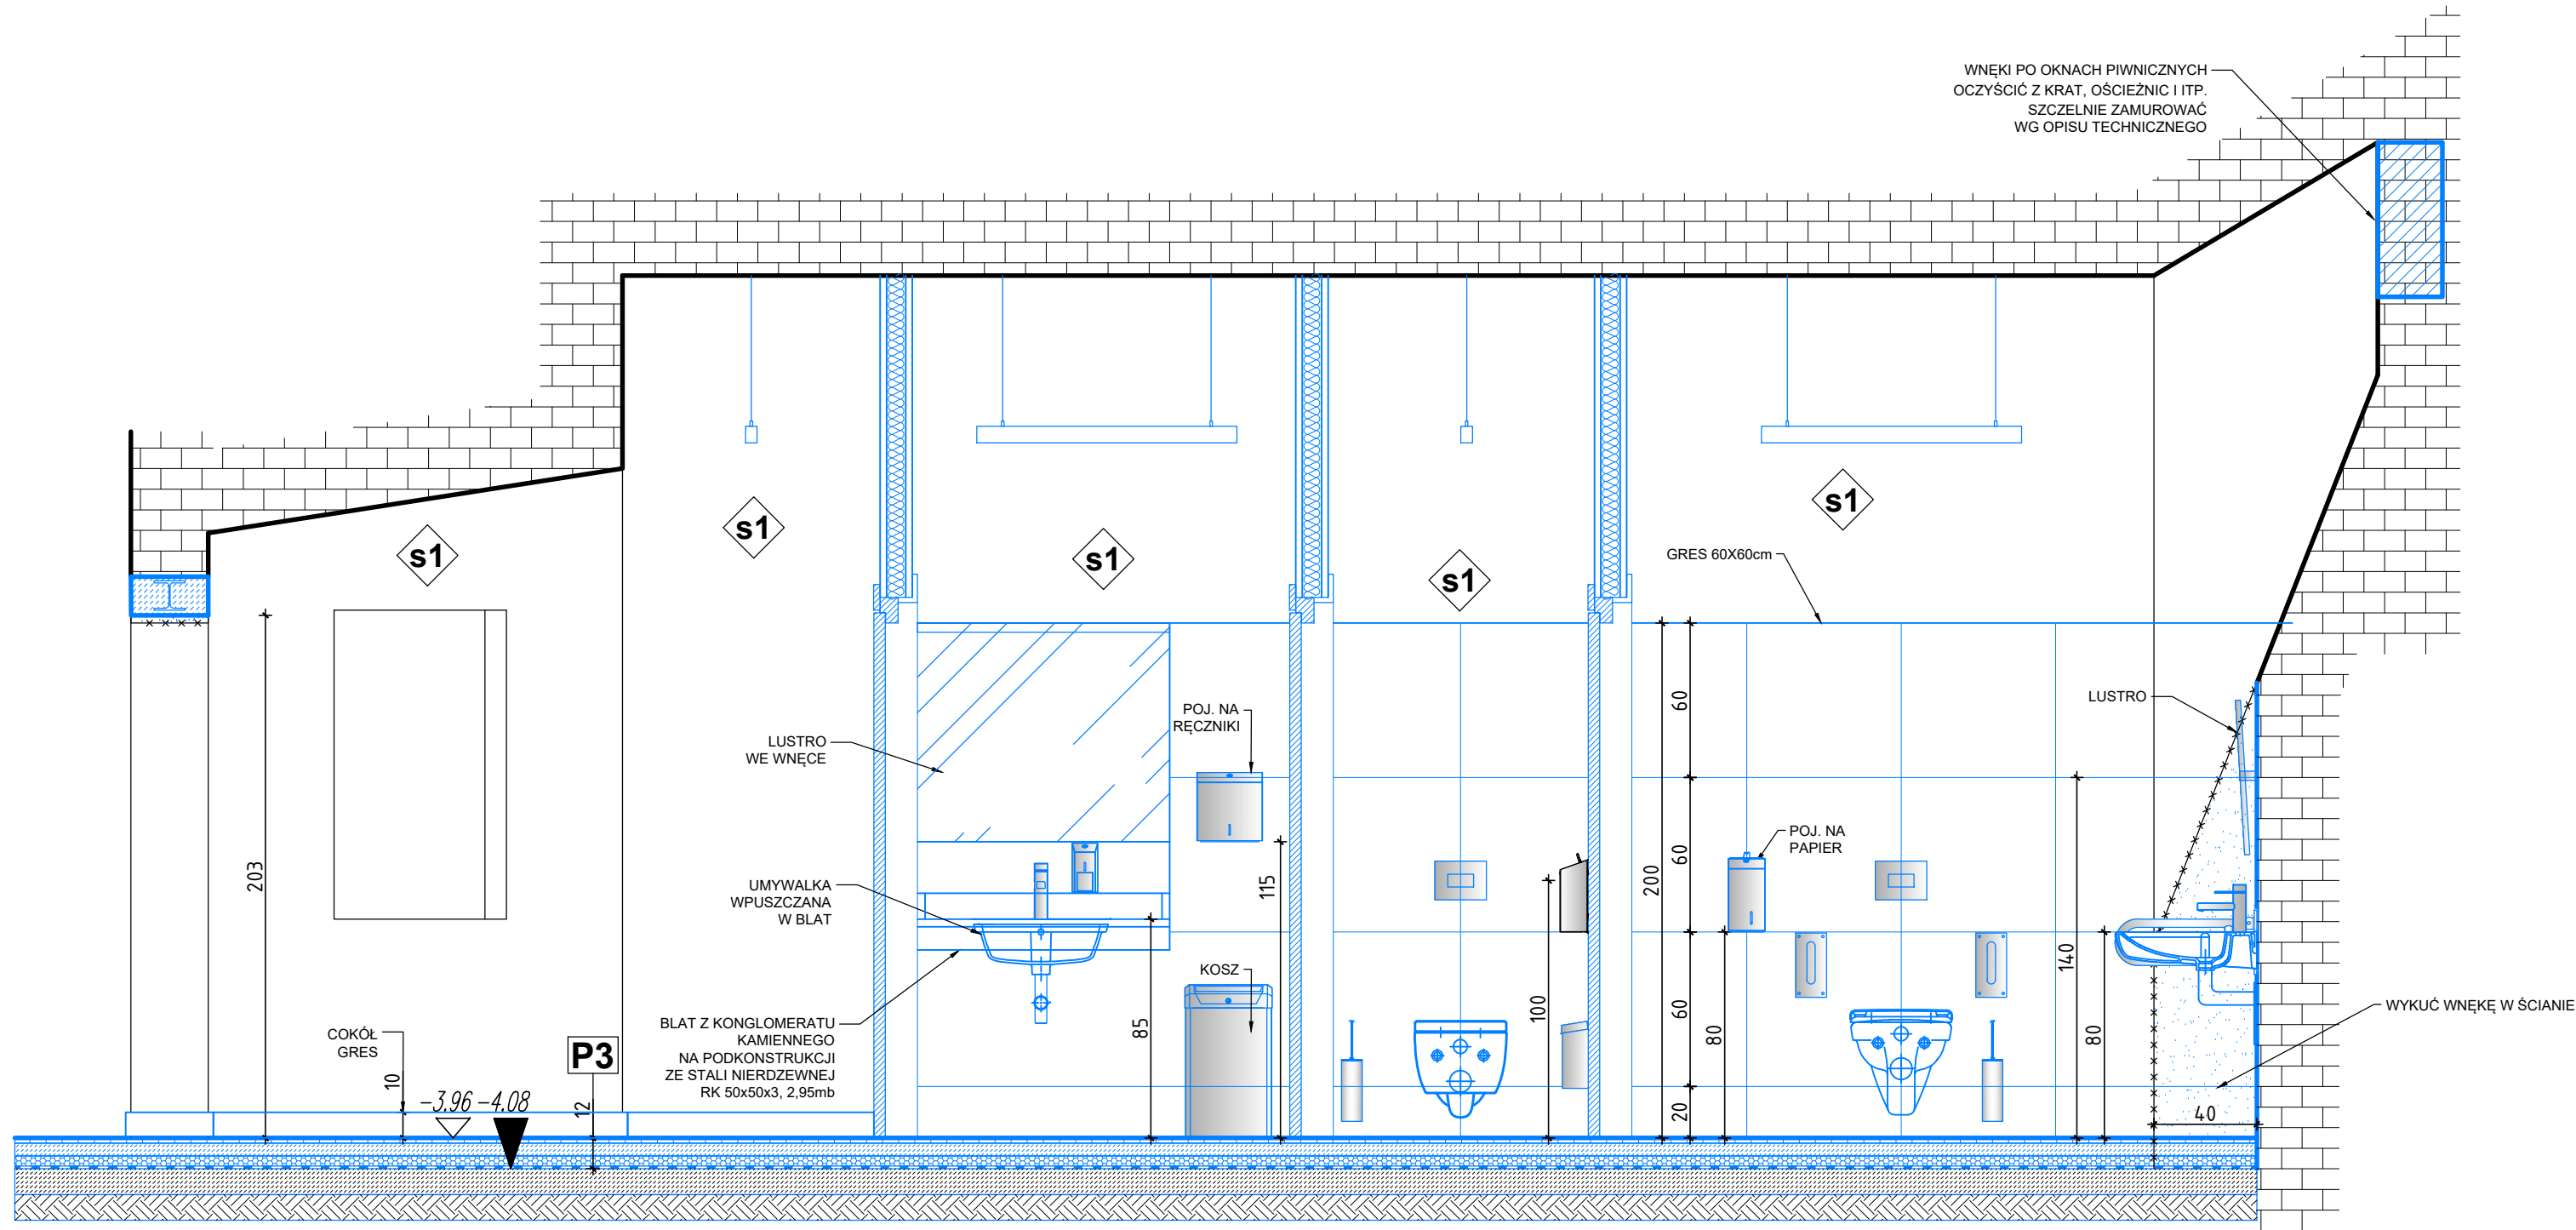 WNĘKI PO OKNACH PIWNICZNYCH
OCZYŚCIĆ Z KRAT, OŚCIEŻNIC I ITP.
SZCZELNIE ZAMUROWAĆ
WG OPISU TECHNICZNEGO
s1
s1
s1
s1
s1
GRES 60X60cm
LUSTRO
POJ. NA
RĘCZNIKI
LUSTRO
WE WNĘCE
POJ. NA
PAPIER
UMYWALKA
WPUSZCZANA
W BLAT
KOSZ
BLAT Z KONGLOMERATU
KAMIENNEGO
NA PODKONSTRUKCJI
ZE STALI NIERDZEWNEJ
RK 50x50x3, 2,95mb
WYKUĆ WNĘKĘ W ŚCIANIE
COKÓŁ
GRES
P3
-3.96
-4.08
203
10
12
85
115
100
200
60
60
60
20
80
140
80
40